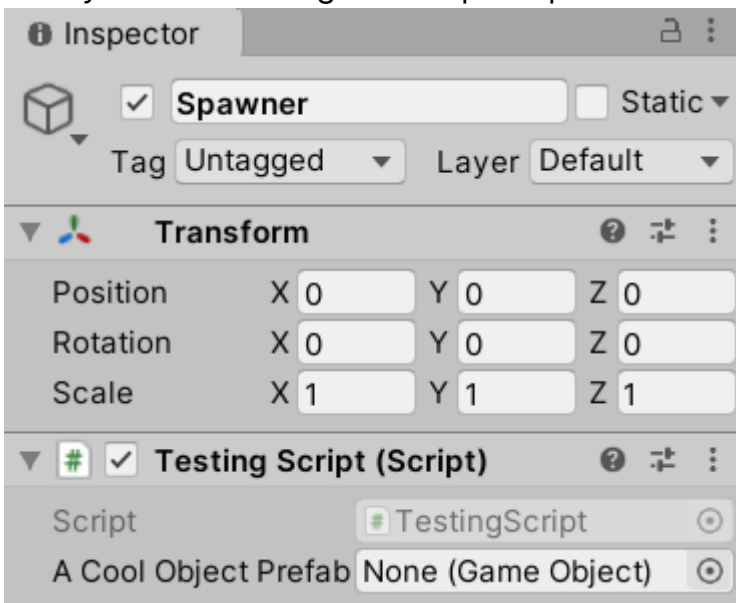 Inspector
Spawner Static
Tag Untagged Layer Default
Transform
Position X 0 Y 0 Z 0
Rotation X 0 Y 0 Z 0
Scale X 1 Y 1 Z 1
# Testing Script (Script)
Script # TestingScript
A Cool Object Prefab None (Game Object)